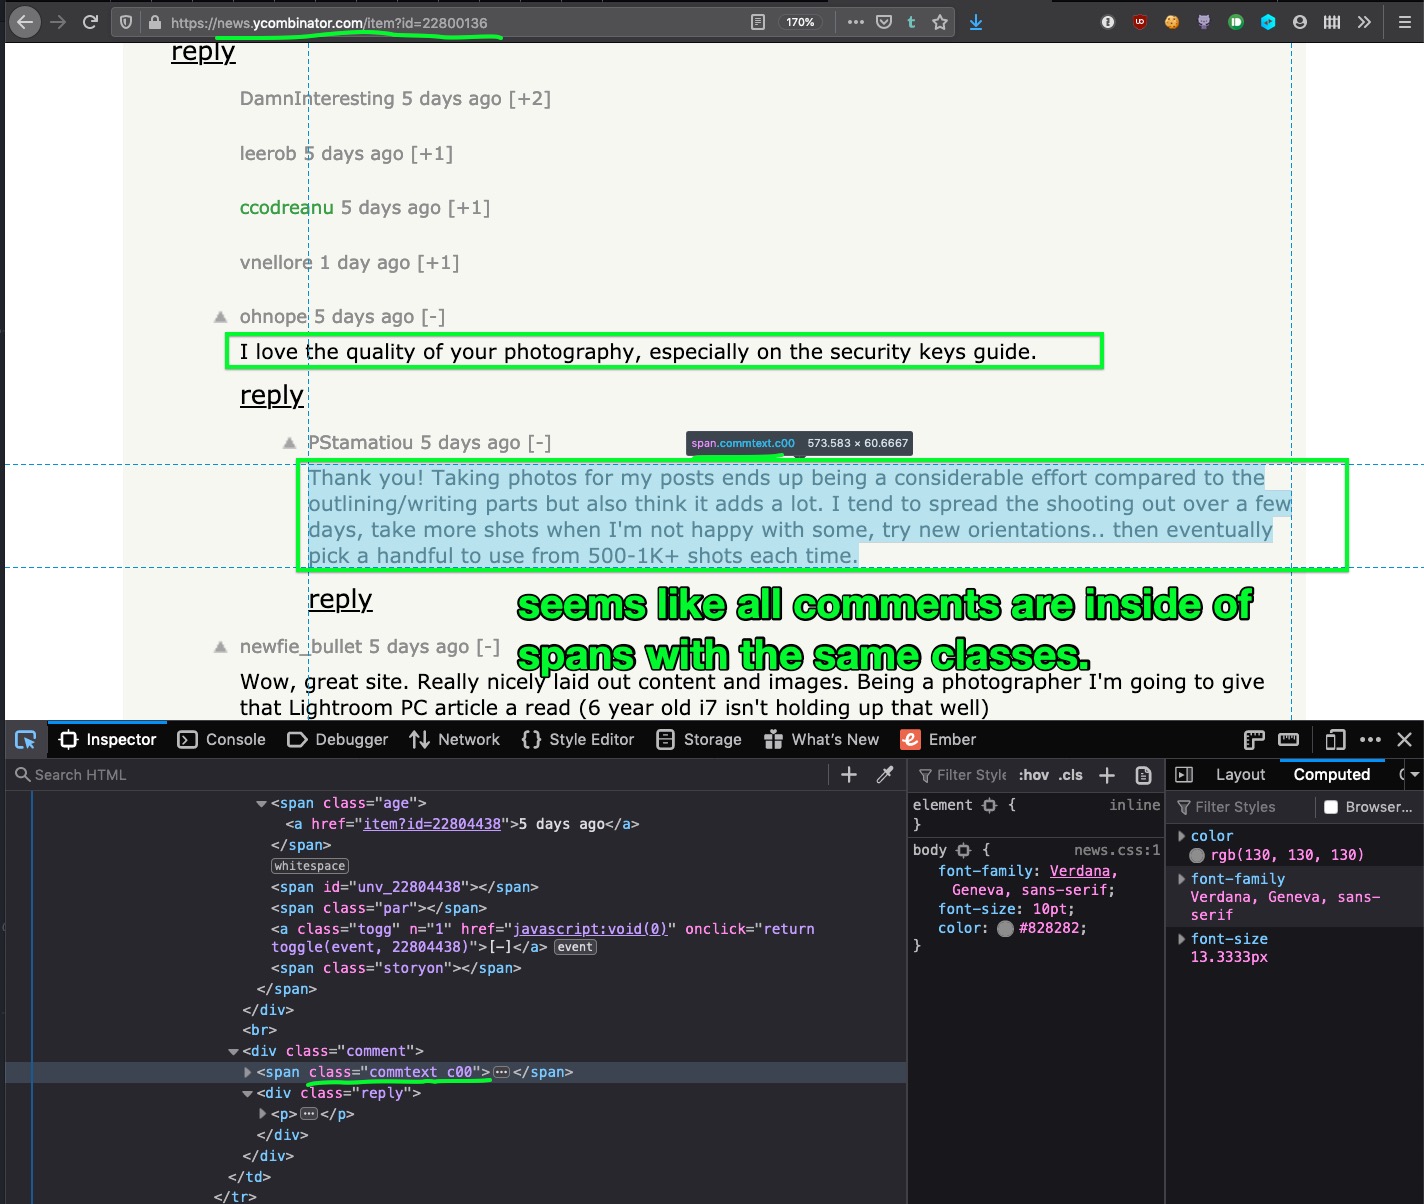 https://news.ycombinator.com/item?id=22800136
170%
reply
DamnInteresting 5 days ago [+2]
leerob 5 days ago [+1]
ccodreanu 5 days ago [+1]
vnellore 1 day ago [+1]
ohnope 5 days ago [-]
I love the quality of your photography, especially on the security keys guide.
reply
PStamatiou 5 days ago [-]
span.commtext.c00 573.583 × 60.6667
Thank you! Taking photos for my posts ends up being a considerable effort compared to the
outlining/writing parts but also think it adds a lot. I tend to spread the shooting out over a few
days, take more shots when I'm not happy with some, try new orientations.. then eventually
pick a handful to use from 500-1K+ shots each time.
reply
seems like all comments are inside of
spans with the same classes.
newfie_bullet 5 days ago [-]
Wow, great site. Really nicely laid out content and images. Being a photographer I'm going to give
that Lightroom PC article a read (6 year old i7 isn't holding up that well)
Inspector Console Debugger Network {} Style Editor Storage What's New Ember
Search HTML
<span class="age">
<a href="item?id=22804438">5 days ago</a>
</span>
whitespace
<span id="unv_22804438"></span>
<span class="par"></span>
<a class="togg" n="1" href="javascript:void(0)" onclick="return
toggle(event, 22804438)">[–]</a> event
<span class="storyon"></span>
</span>
</div>
<br>
<div class="comment">
<span class="commtext c00">…</span>
<div class="reply">
<p>…</p>
</div>
</div>
</td>
</tr>
Filter Style :hov .cls
element { inline
}
body { news.css:1
font-family: Verdana,
Geneva, sans-serif;
font-size: 10pt;
color: #828282;
}
Layout Computed
Filter Styles Browser...
color
rgb(130, 130, 130)
font-family
Verdana, Geneva, sans-
serif
font-size
13.3333px